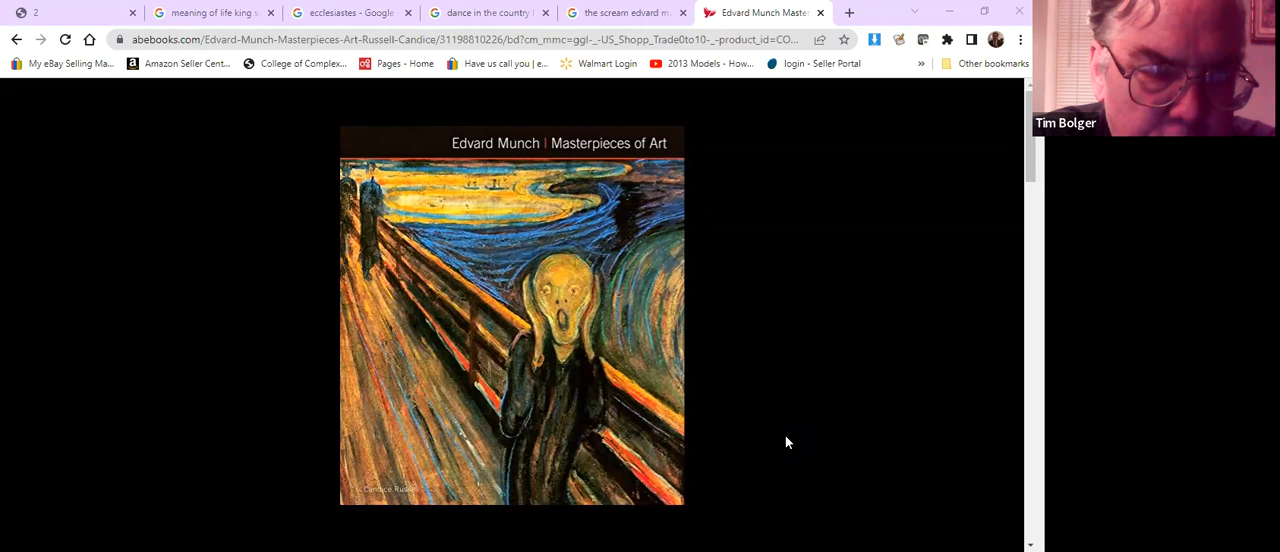 2
meaning of life king s
ecclesiastes - Google
dance in the country
the scream edvard m
Edvard Munch Master
abebooks.com/Edvard-Munch-Masterpieces-Art-Russell-Candice/31198810226/bd?cm_mmc=ggl-_-US_Shopp_Trade0to10-_-product_id=CO...
My eBay Selling Ma...
Amazon Seller Cent...
College of Complex...
Pages - Home
Have us call you | e...
Walmart Login
2013 Models - How...
login - Seller Portal
»
Other bookmarks
Tim Bolger
Edvard Munch | Masterpieces of Art
Candice Russell